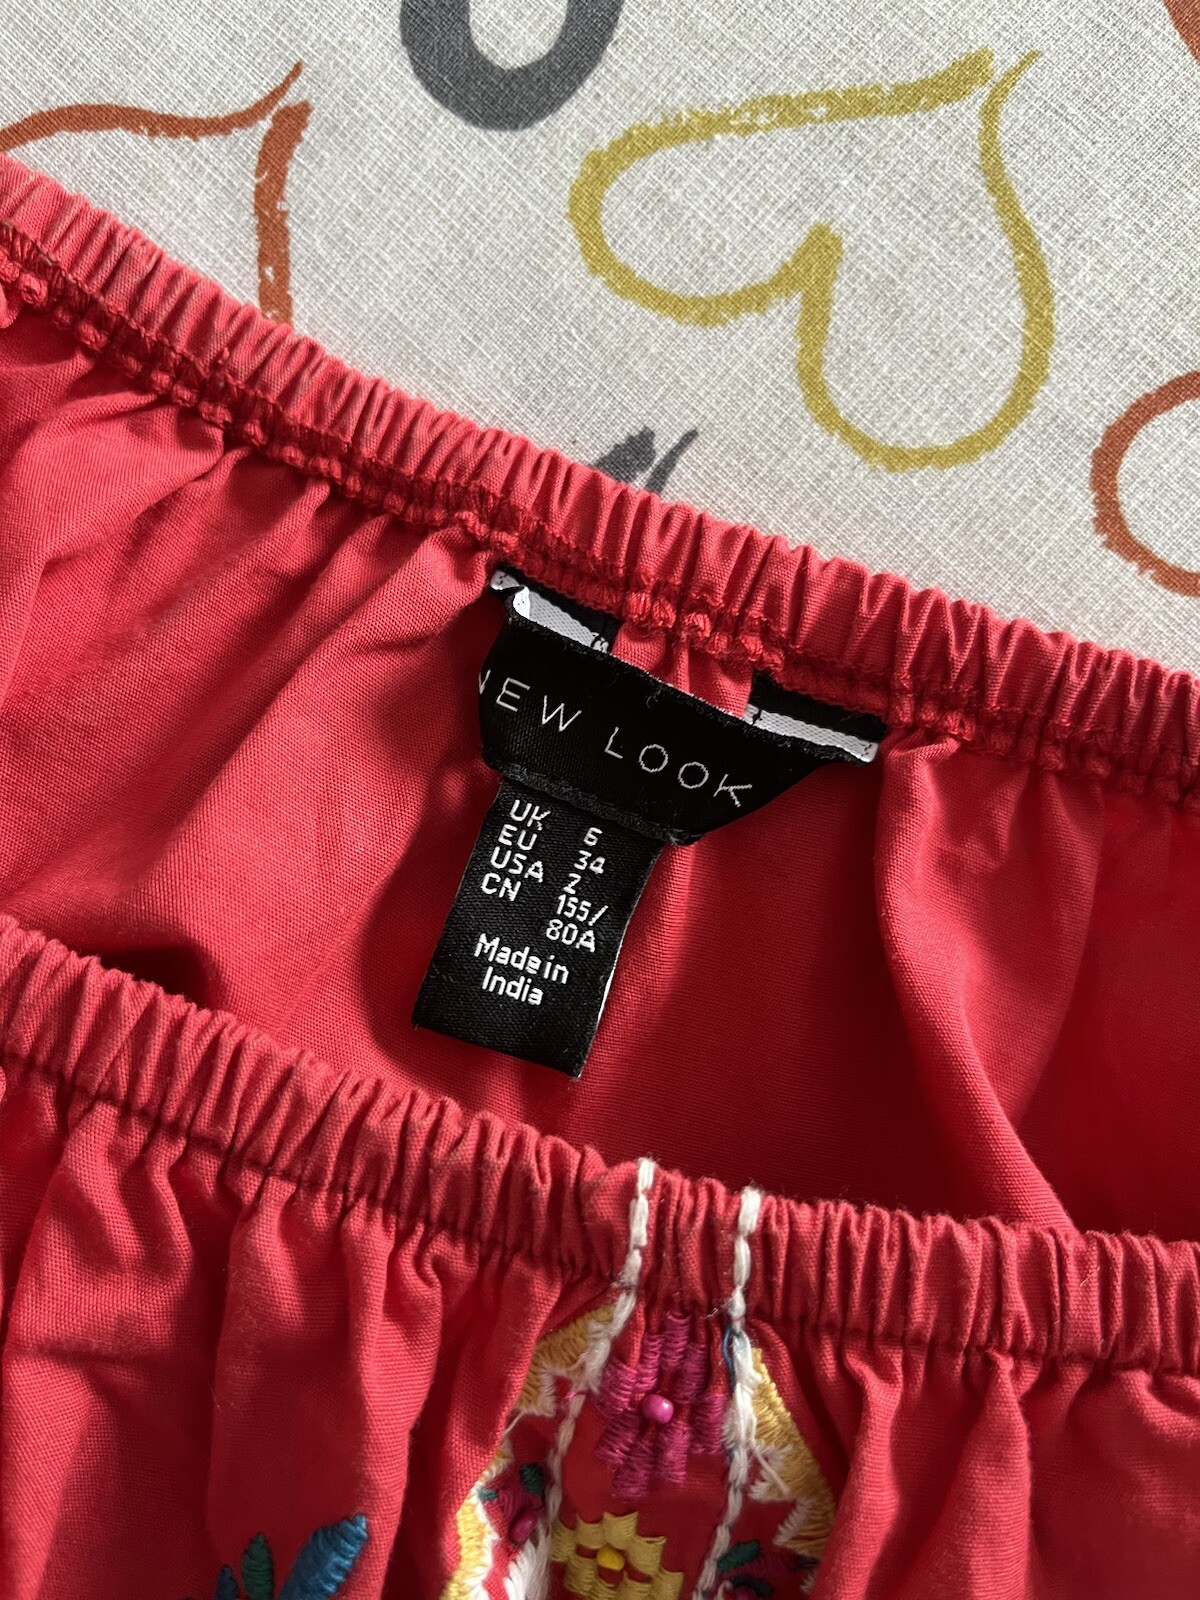 NEW LOOK
UK 6
EU 34
USA 2
CN 155/
80A
Made in
India